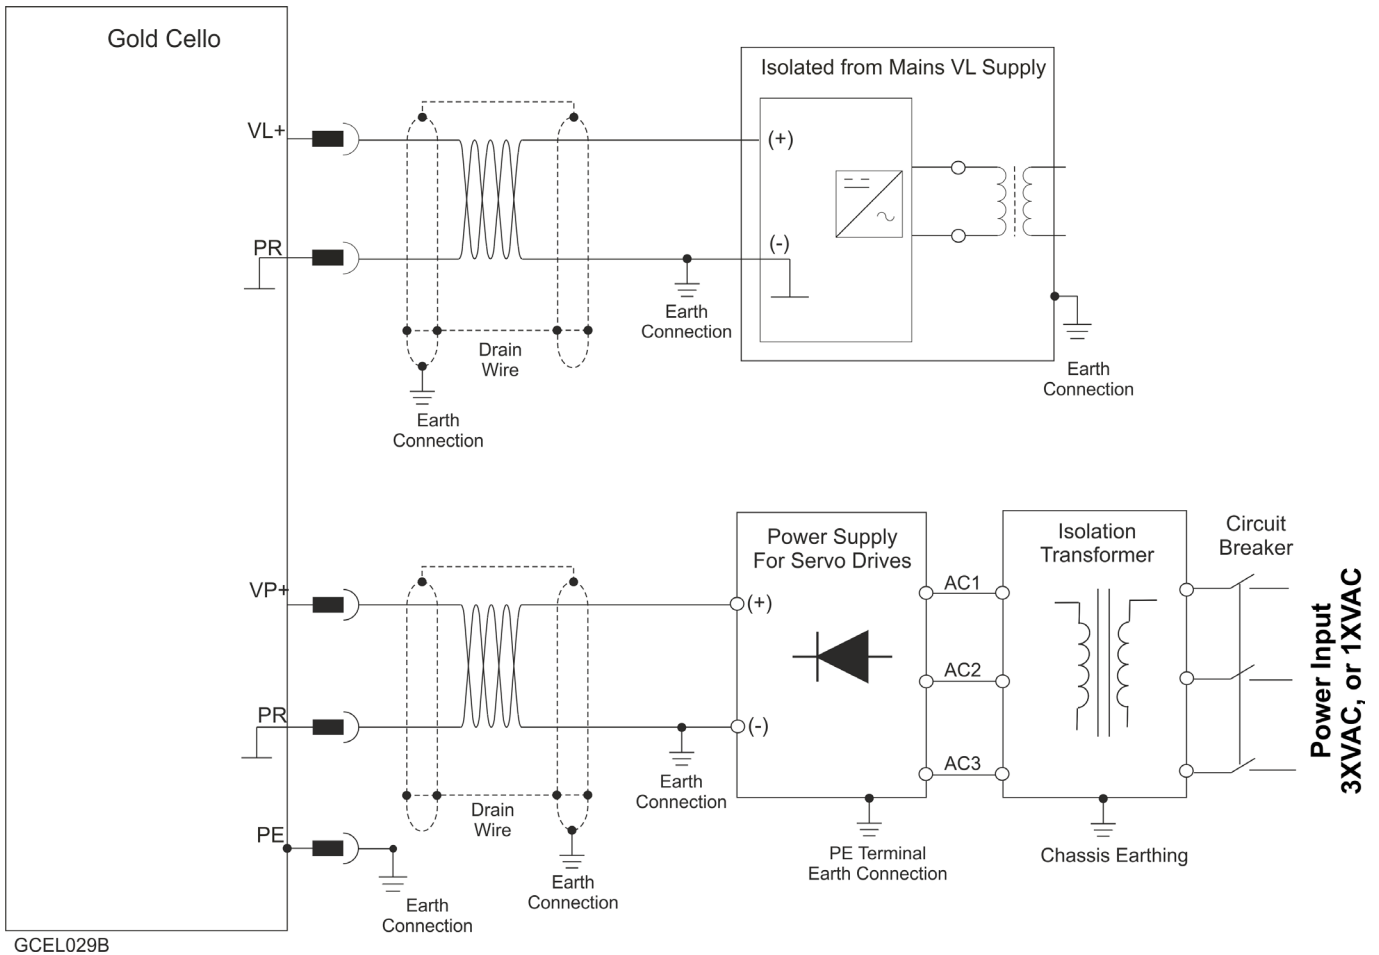 Gold Cello
Isolated from Mains VL Supply
VL+
(+)
PR
(-)
Earth
Connection
Drain
Wire
Earth
Connection
Earth
Connection
Power Supply
For Servo Drives
Isolation
Transformer
Circuit
Breaker
VP+
(+)
AC1
AC2
AC3
PR
(-)
Earth
Connection
Drain
Wire
PE
PE Terminal
Earth Connection
Chassis Earthing
Earth
Connection
Earth
Connection
Power Input
3XVAC, or 1XVAC
GCEL029B